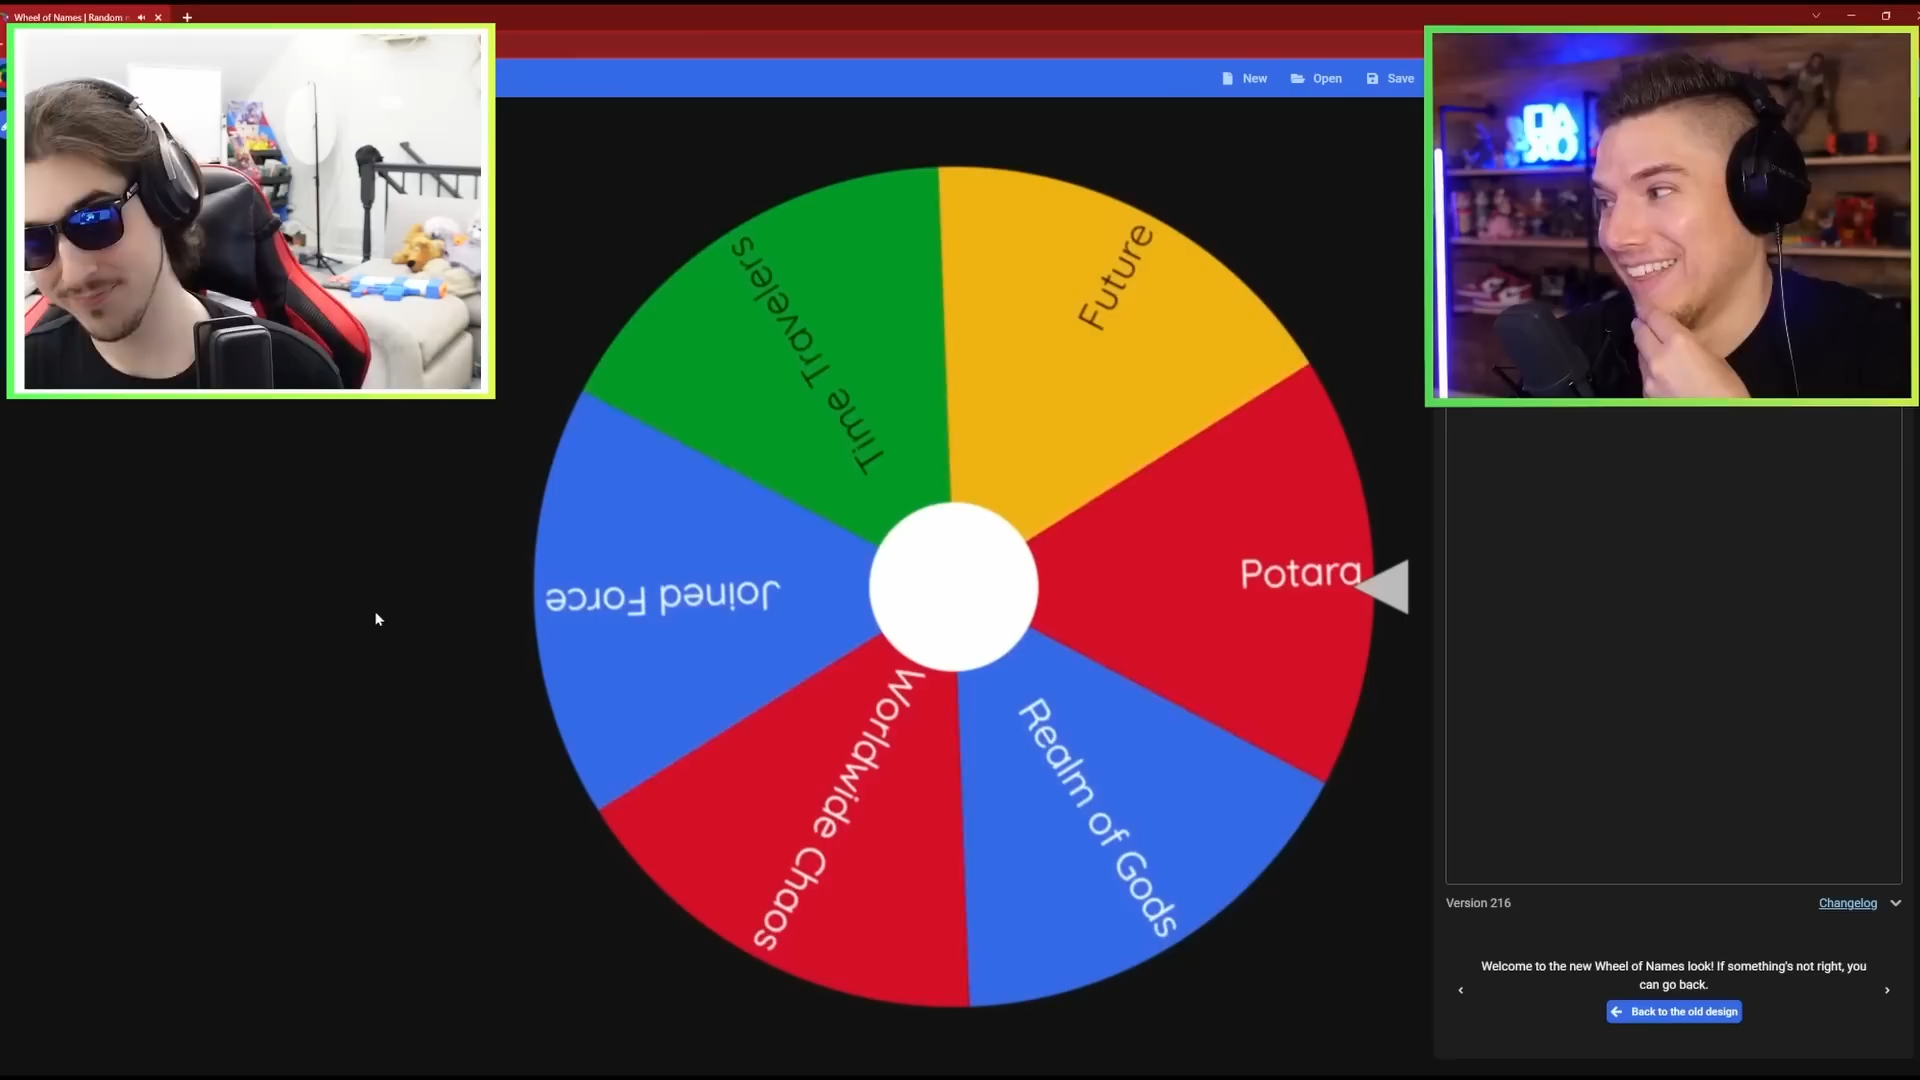 Wheel of Names | Random
New
Open
Save
Future
Time Travelers
Potara
Joined Force
Realm of Gods
Worldwide Chaos
Version 216
Changelog
Welcome to the new Wheel of Names look! If something's not right, you
can go back.
Back to the old design